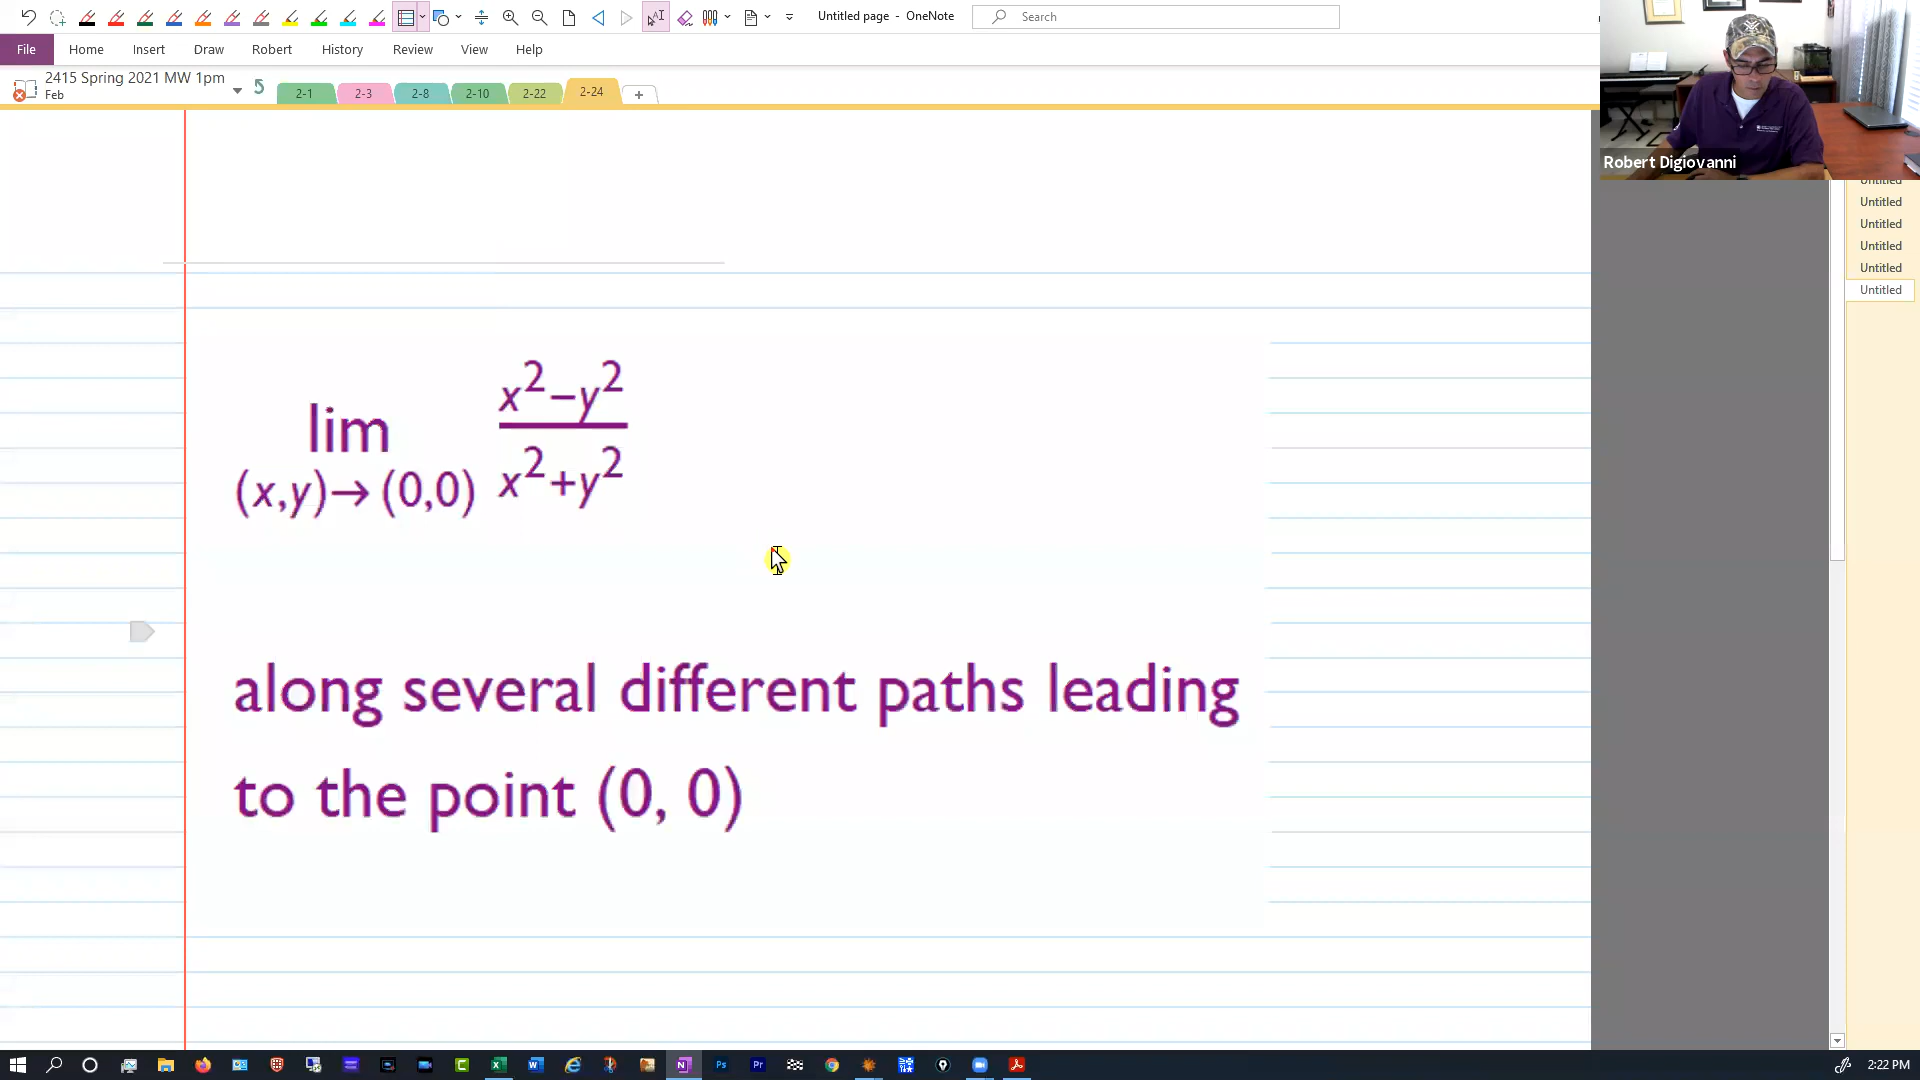 Untitled page - OneNote
Search
File Home Insert Draw Robert History Review View Help
2415 Spring 2021 MW 1pm
Feb
2-1 2-3 2-8 2-10 2-22 2-24 +
Robert Digiovanni
Untitled
Untitled
Untitled
Untitled
Untitled
Untitled
x²−y²
lim
(x,y)→(0,0) x²+y²
along several different paths leading
to the point (0, 0)
2:22 PM